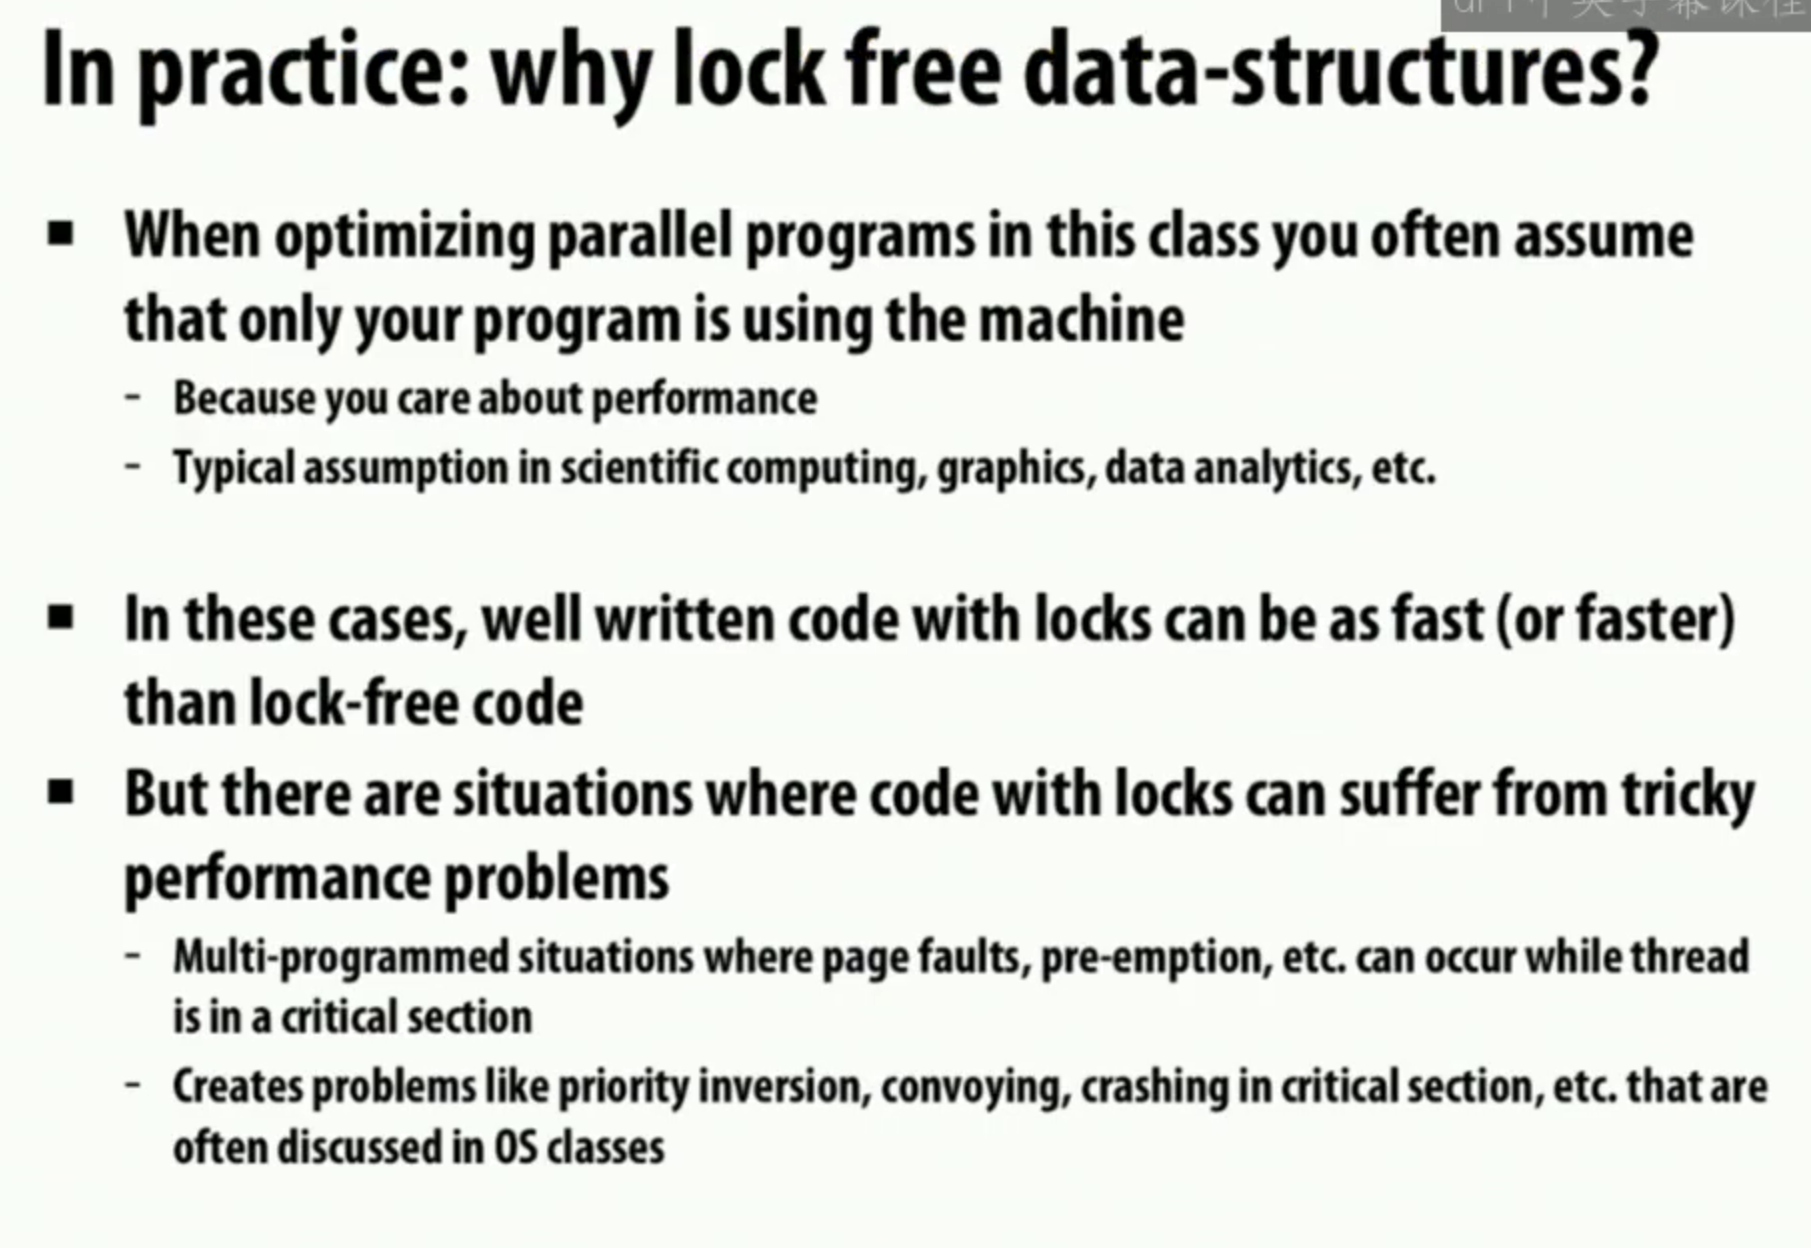 In practice: why lock free data-structures?
■ When optimizing parallel programs in this class you often assume
that only your program is using the machine
- Because you care about performance
- Typical assumption in scientific computing, graphics, data analytics, etc.
■ In these cases, well written code with locks can be as fast (or faster)
than lock-free code
■ But there are situations where code with locks can suffer from tricky
performance problems
- Multi-programmed situations where page faults, pre-emption, etc. can occur while thread
is in a critical section
- Creates problems like priority inversion, convoying, crashing in critical section, etc. that are
often discussed in OS classes